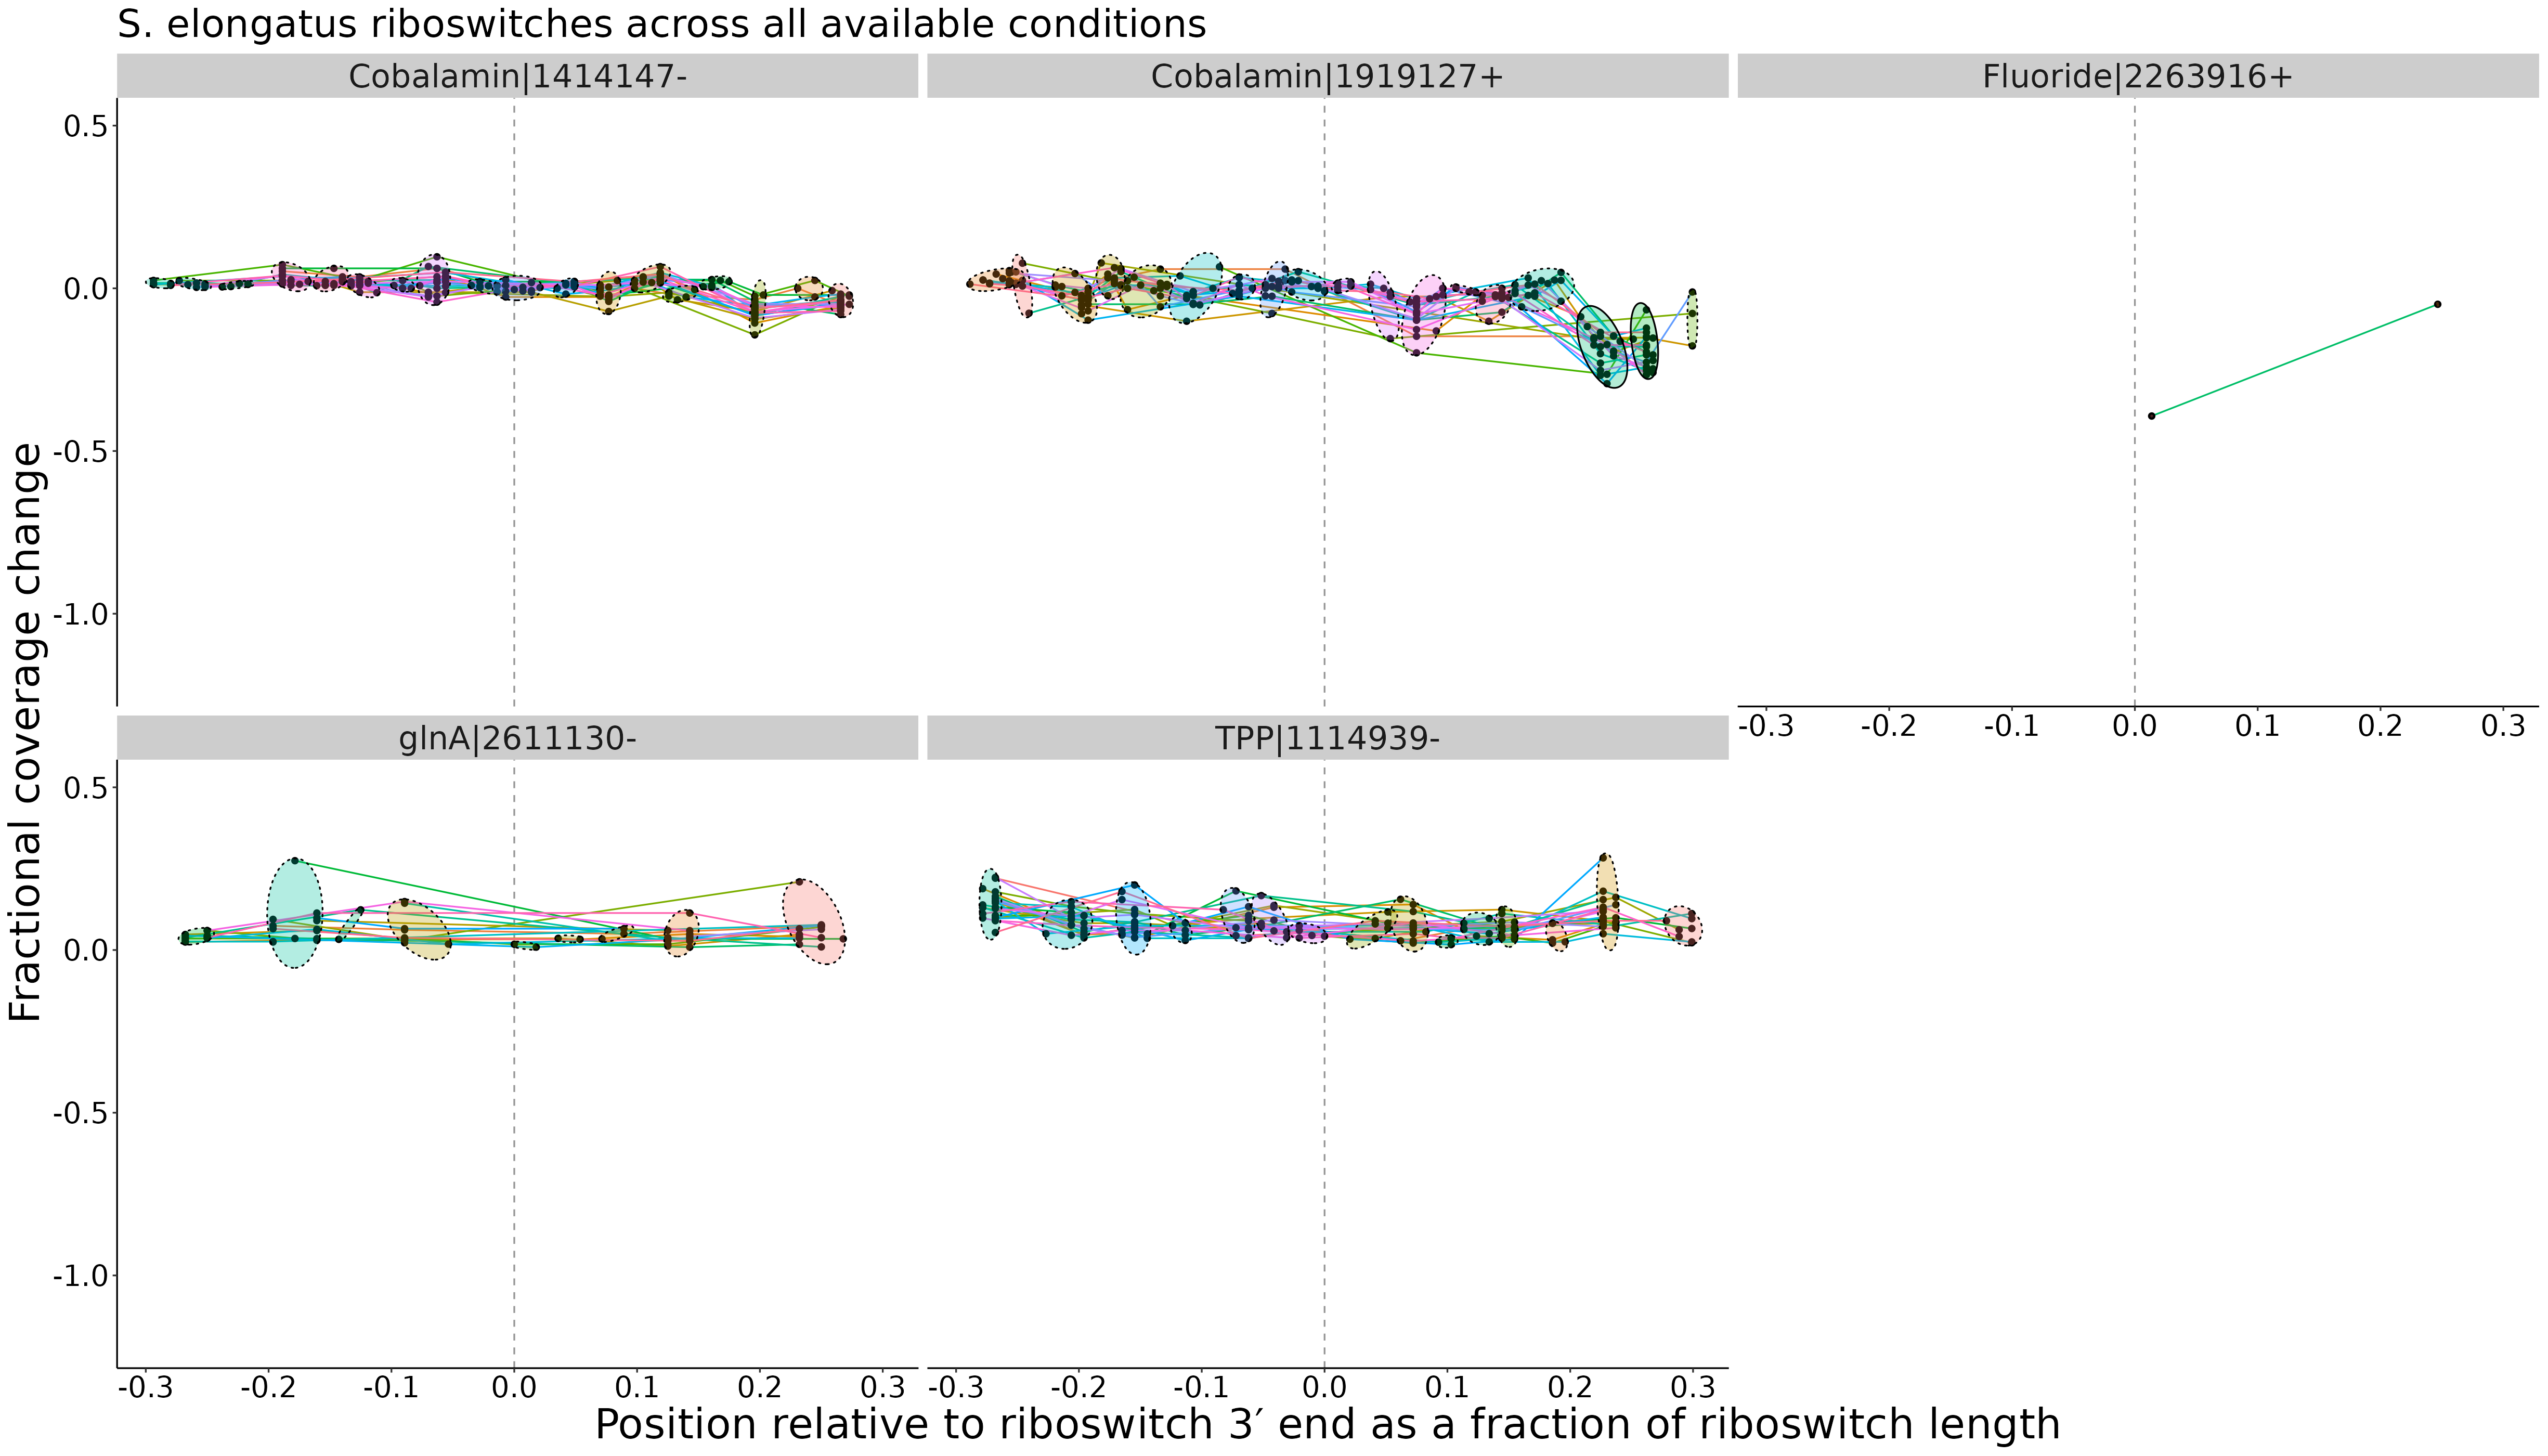 S. elongatus riboswitches across all available conditions
Cobalamin|1414147-
Cobalamin|1919127+
Fluoride|2263916+
0.5
0.0
-0.5
-1.0
-0.3 -0.2 -0.1 0.0 0.1 0.2 0.3
glnA|2611130-
TPP|1114939-
0.5
0.0
-0.5
-1.0
-0.3 -0.2 -0.1 0.0 0.1 0.2 0.3
-0.3 -0.2 -0.1 0.0 0.1 0.2 0.3
Position relative to riboswitch 3′ end as a fraction of riboswitch length
Fractional coverage change